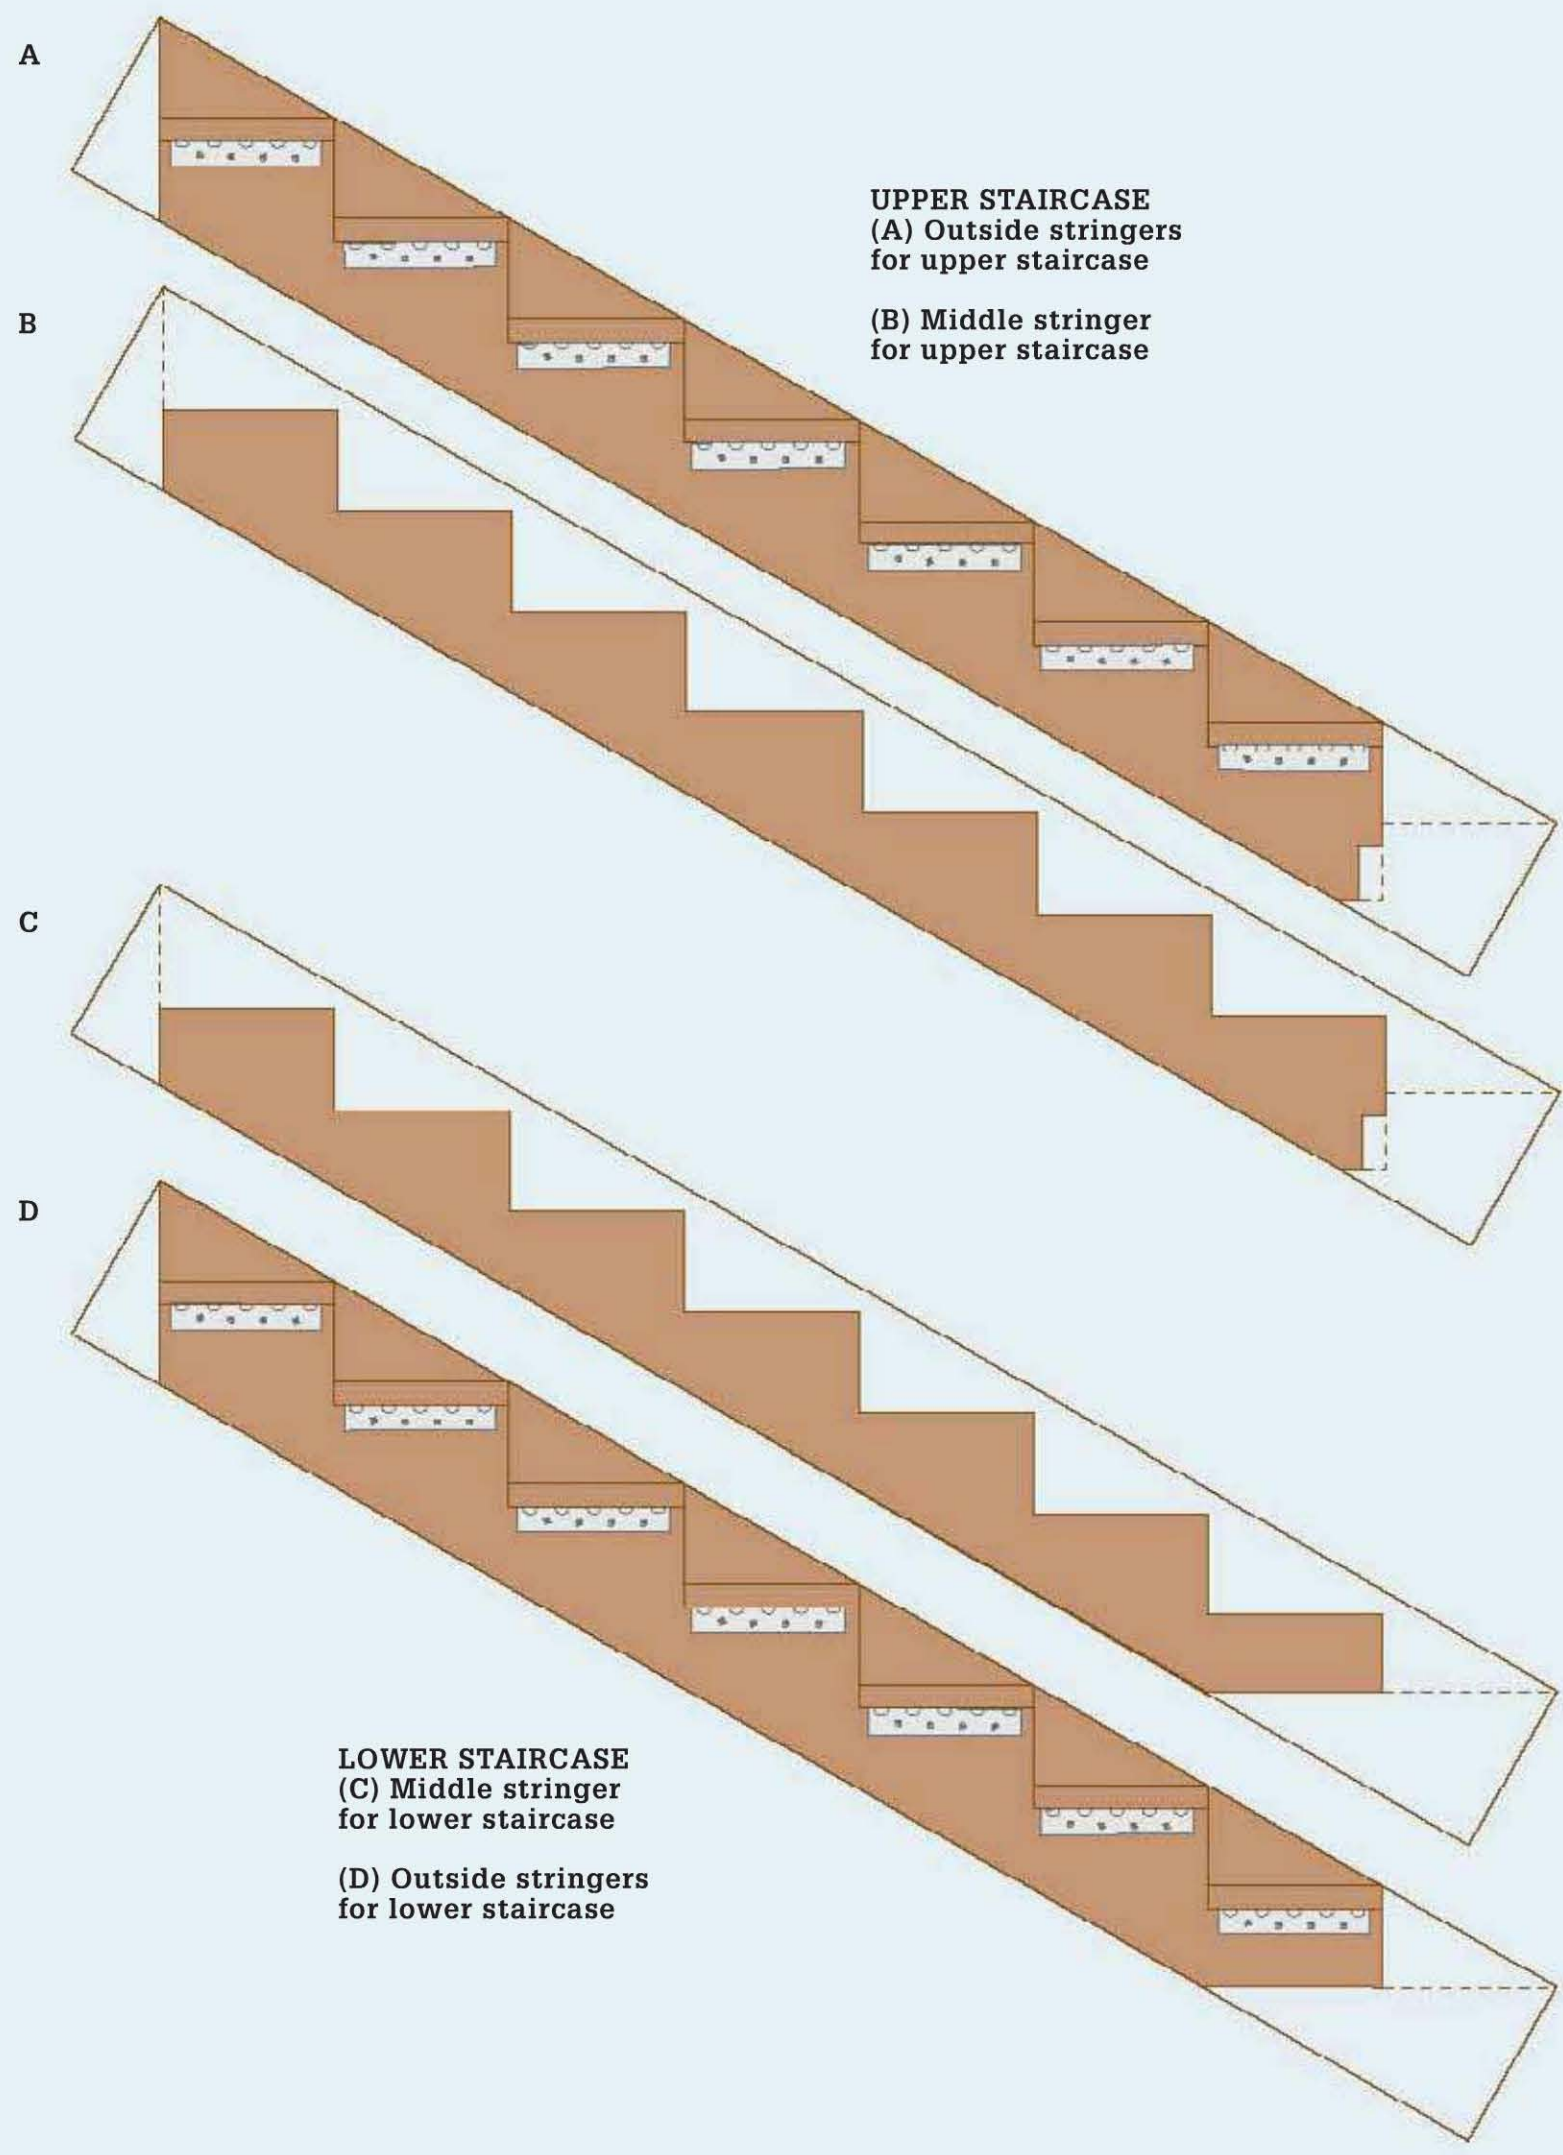 A
UPPER STAIRCASE
(A) Outside stringers
for upper staircase
(B) Middle stringer
for upper staircase
B
C
D
LOWER STAIRCASE
(C) Middle stringer
for lower staircase
(D) Outside stringers
for lower staircase